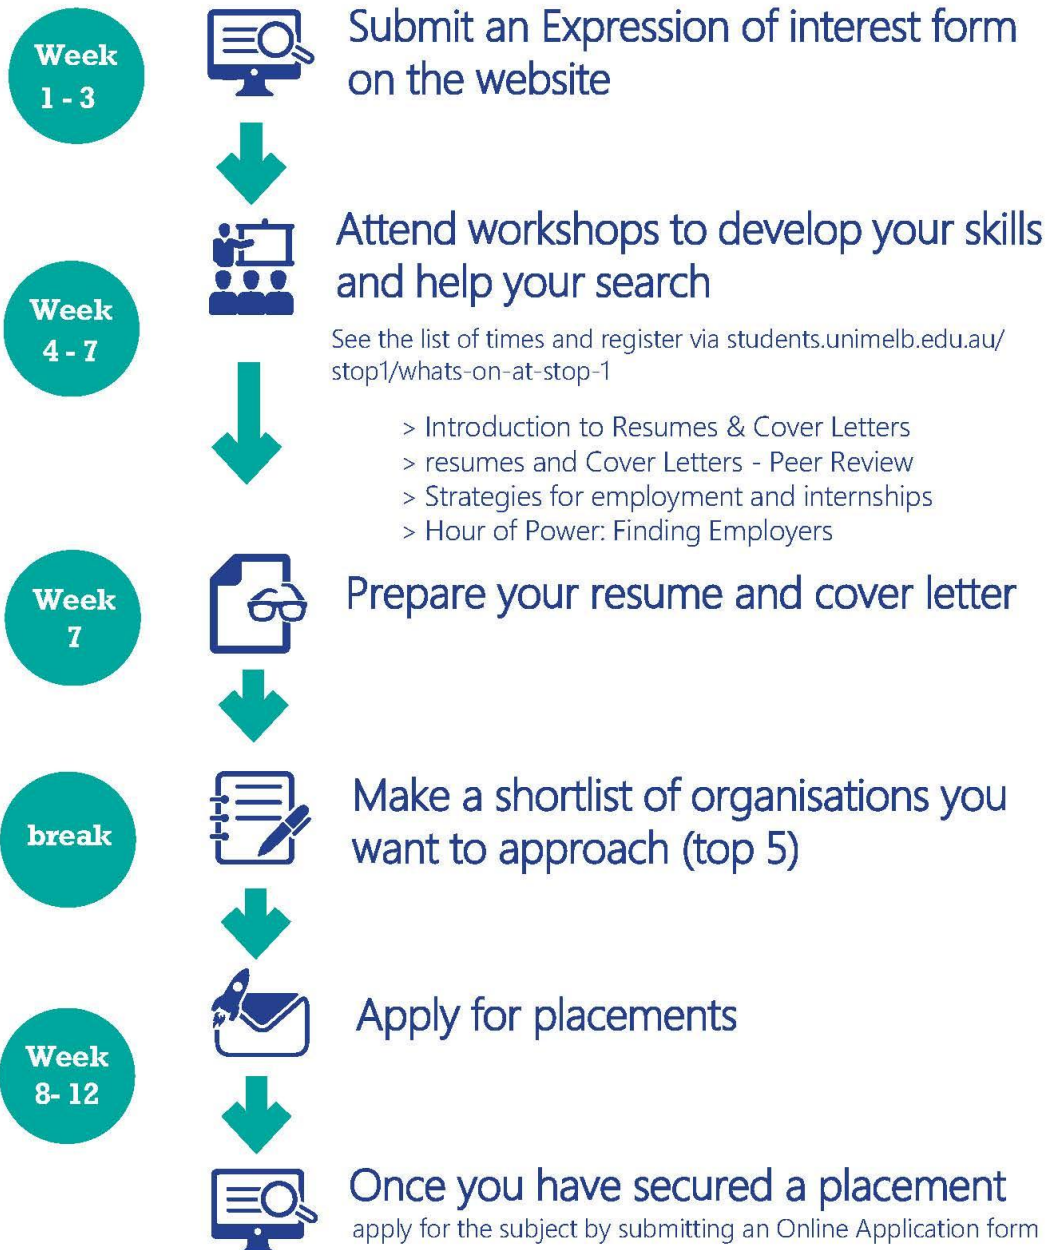 Week
1 - 3
Submit an Expression of interest form
on the website
Attend workshops to develop your skills
and help your search
Week
4 - 7
See the list of times and register via students.unimelb.edu.au/
stop1/whats-on-at-stop-1
> Introduction to Resumes & Cover Letters
> resumes and Cover Letters - Peer Review
> Strategies for employment and internships
> Hour of Power: Finding Employers
Week
7
Prepare your resume and cover letter
break
Make a shortlist of organisations you
want to approach (top 5)
Week
8- 12
Apply for placements
Once you have secured a placement
apply for the subject by submitting an Online Application form